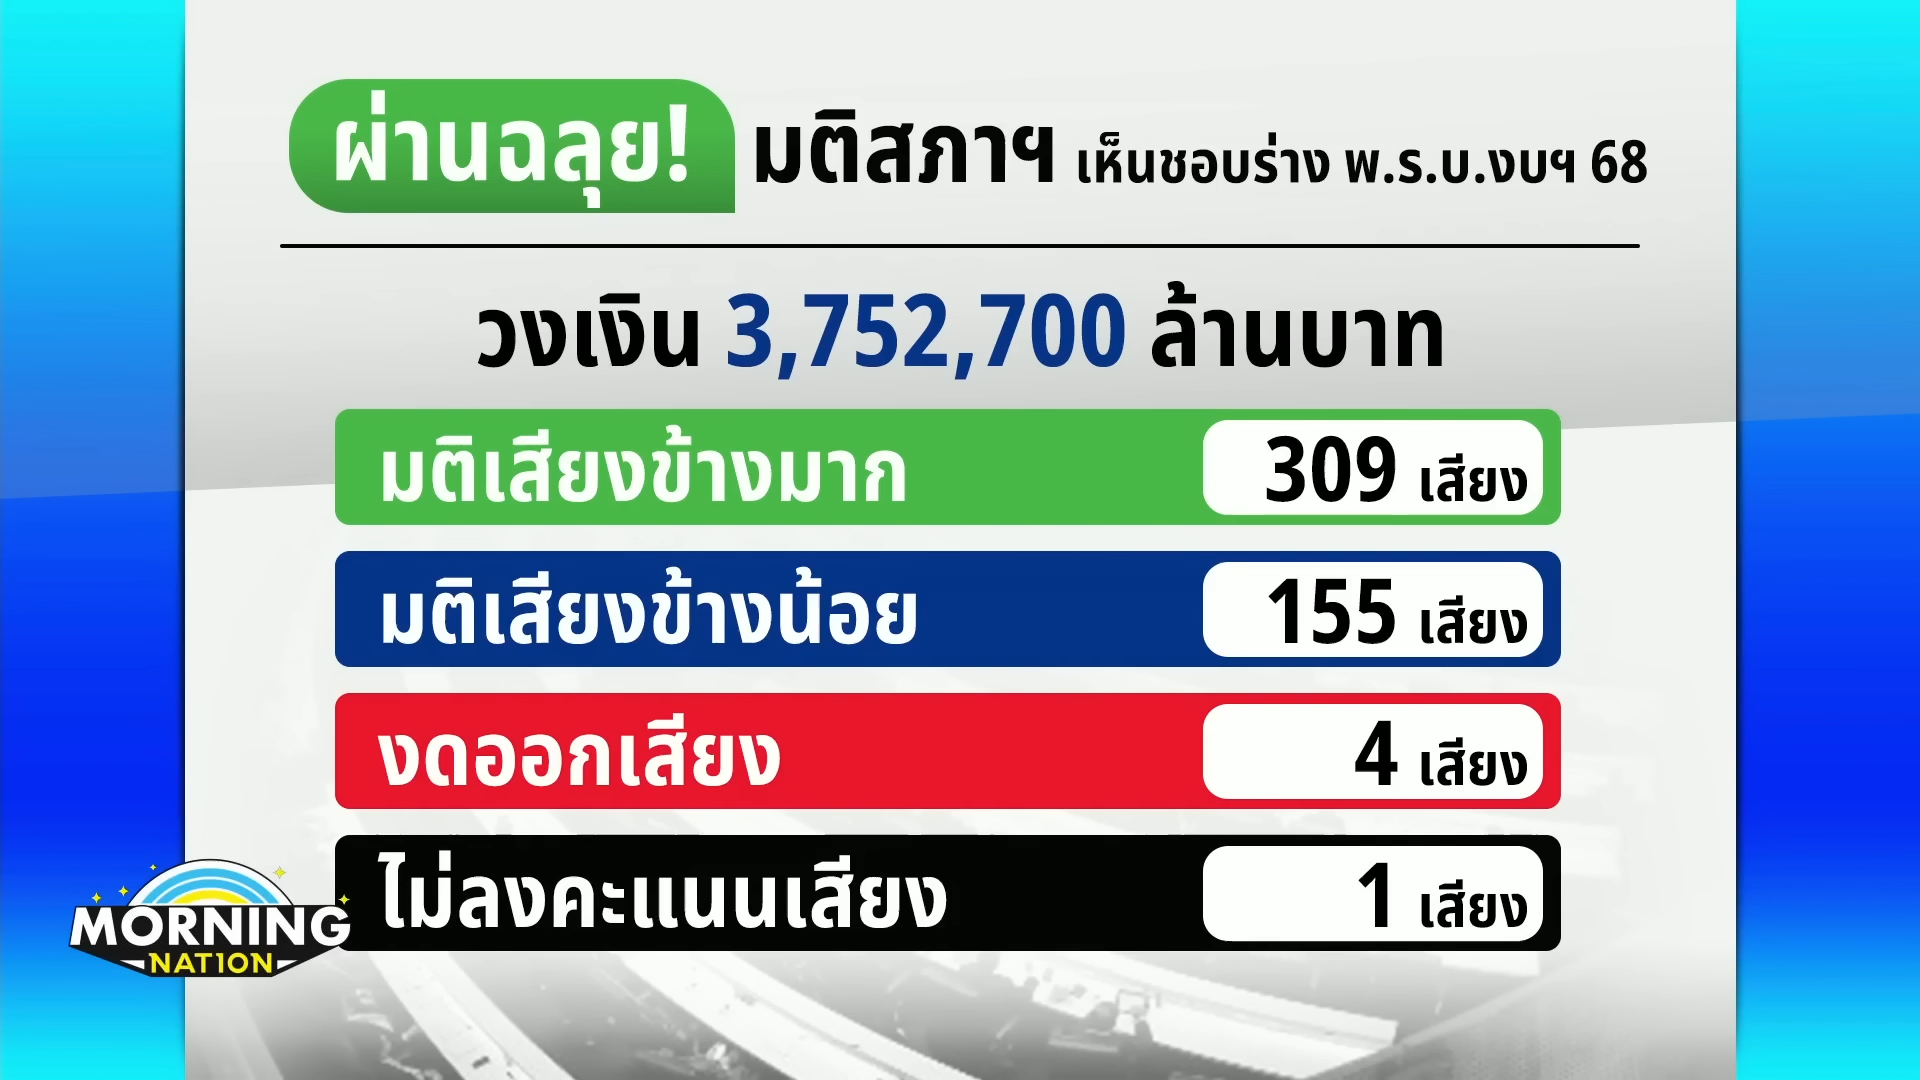 ผ่านฉลุย! มติสภาฯ เห็นชอบร่าง พ.ร.บ.งบฯ 68
วงเงิน 3,752,700 ล้านบาท
มติเสียงข้างมาก 309 เสียง
มติเสียงข้างน้อย 155 เสียง
งดออกเสียง 4 เสียง
ไม่ลงคะแนนเสียง 1 เสียง
MORNING
NATION